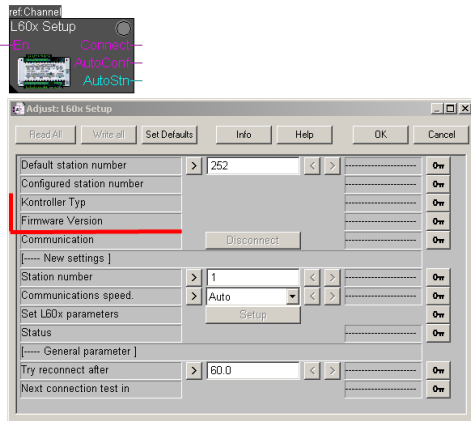 ref:Channel
L60x Setup
En Connect
AutoConf
AutoStn
Adjust: L60x Setup
Read All Write all Set Defaults Info Help OK Cancel
Default station number > 252 < > --------------------
Configured station number --------------------
Kontroller Typ --------------------
Firmware Version --------------------
Communication Disconnect --------------------
[----- New settings ]
Station number > 1 < > --------------------
Communications speed. > Auto < > --------------------
Set L60x parameters Setup
Status --------------------
[----- General parameter ]
Try reconnect after > 60.0 < > --------------------
Next connection test in --------------------